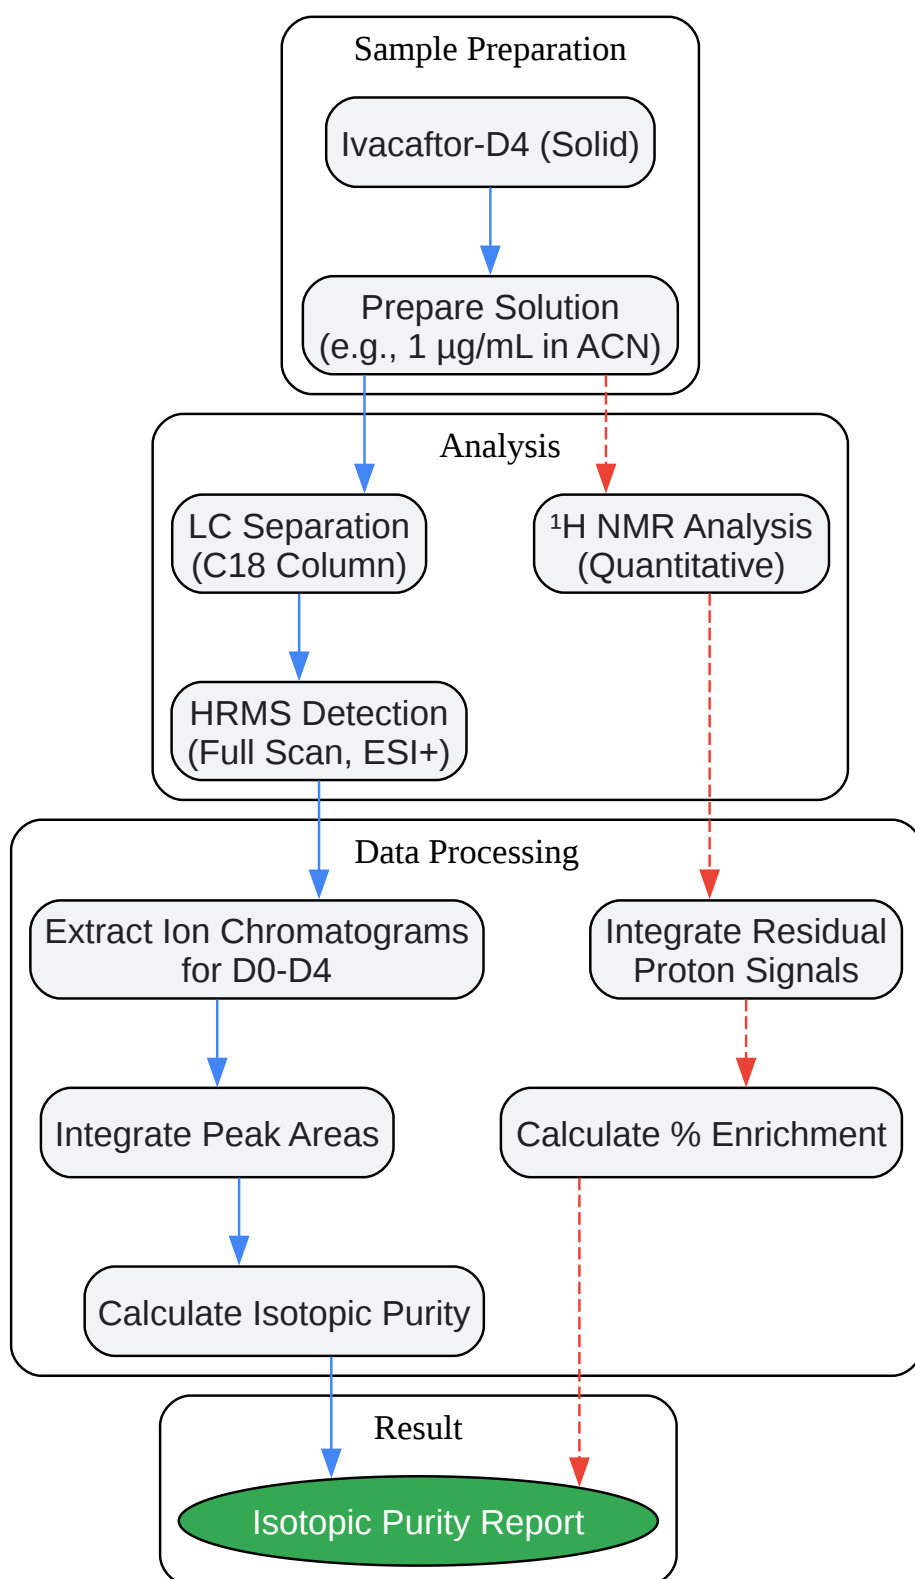 Sample Preparation
Ivacaftor-D4 (Solid)
Prepare Solution
(e.g., 1 µg/mL in ACN)
Analysis
LC Separation
(C18 Column)
¹H NMR Analysis
(Quantitative)
HRMS Detection
(Full Scan, ESI+)
Data Processing
Extract Ion Chromatograms
for D0-D4
Integrate Residual
Proton Signals
Integrate Peak Areas
Calculate % Enrichment
Calculate Isotopic Purity
Result
Isotopic Purity Report